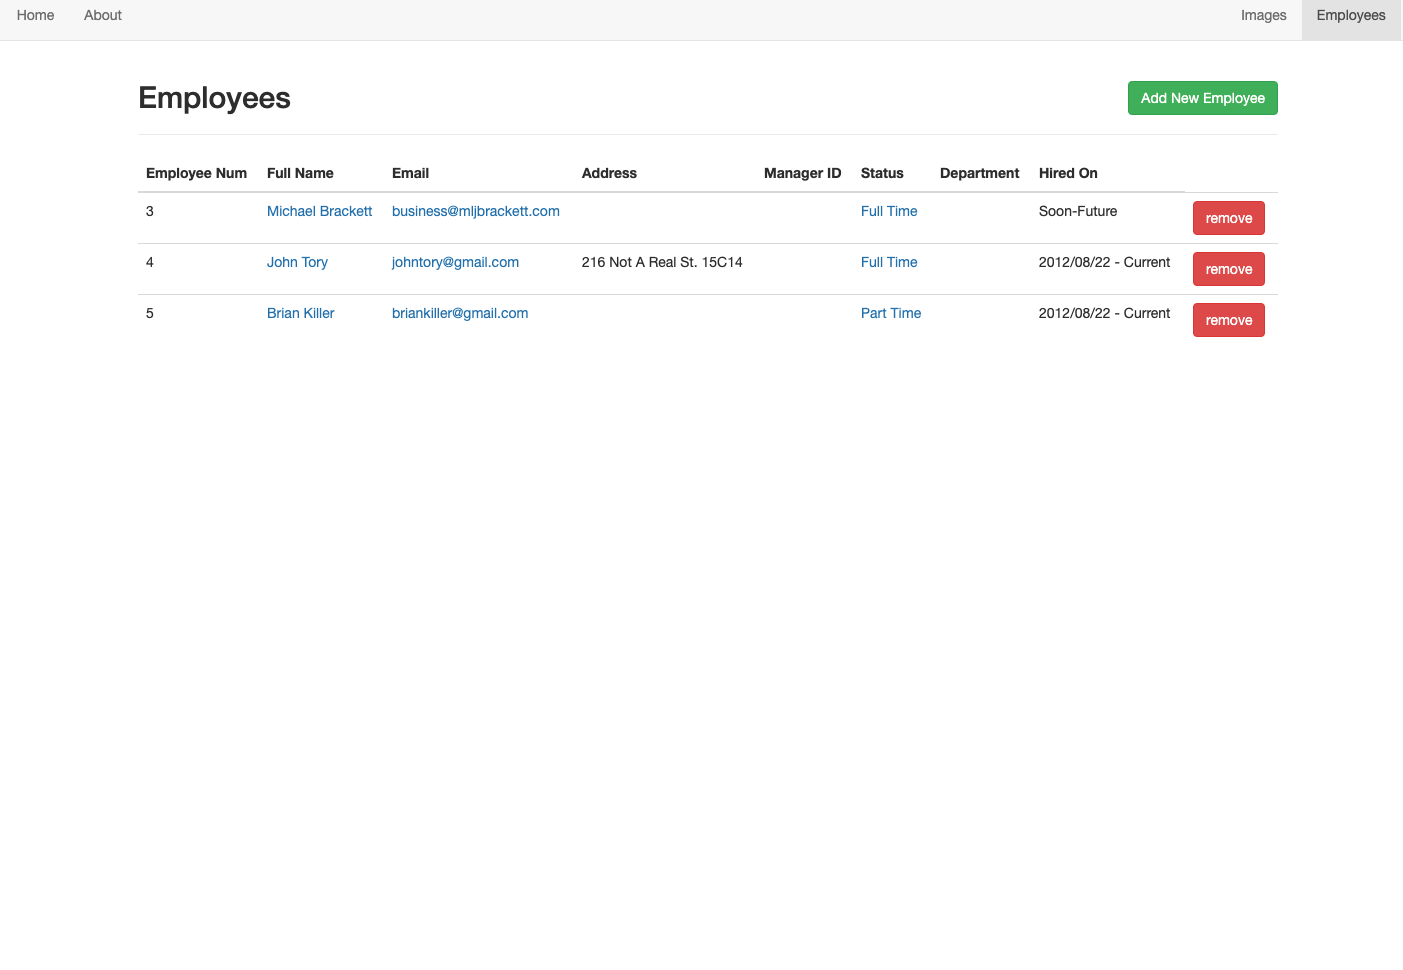 Home About Images Employees
Employees Add New Employee
Employee Num Full Name Email Address Manager ID Status Department Hired On
3 Michael Brackett business@mljbrackett.com Full Time Soon-Future remove
4 John Tory johntory@gmail.com 216 Not A Real St. 15C14 Full Time 2012/08/22 - Current remove
5 Brian Killer briankiller@gmail.com Part Time 2012/08/22 - Current remove